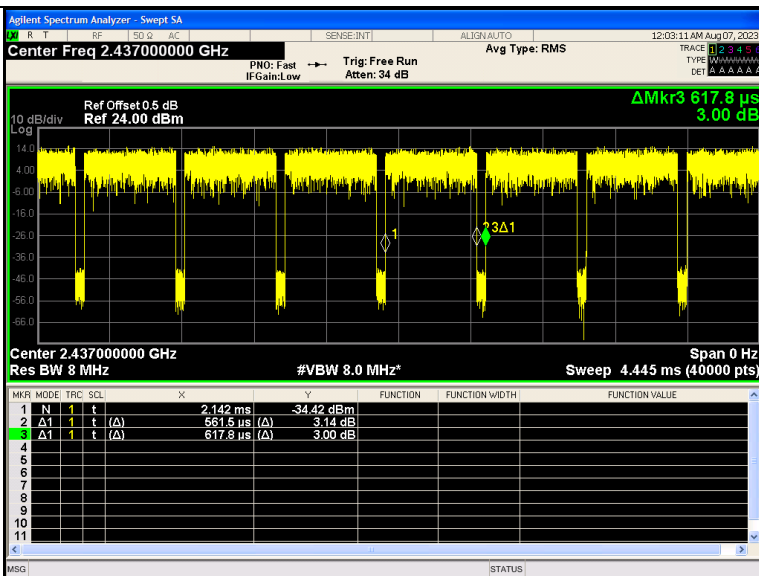 Agilent Spectrum Analyzer - Swept SA
LXI R T RF 50 Ω AC SENSE:INT ALIGN AUTO 12:03:11 AM Aug 07, 2023
Center Freq 2.437000000 GHz Avg Type: RMS TRACE 1 2 3 4 5 6
PNO: Fast Trig: Free Run TYPE W
IFGain:Low Atten: 34 dB DET A A A A A A
ΔMkr3 617.8 µs
3.00 dB
Ref Offset 0.5 dB
10 dB/div Ref 24.00 dBm
Log
14.0
4.00
-6.00
-16.0
-26.0
-36.0
-46.0
-56.0
-66.0
1
2 3Δ1
Center 2.437000000 GHz Span 0 Hz
Res BW 8 MHz #VBW 8.0 MHz* Sweep 4.445 ms (40000 pts)
MKR MODE TRC SCL X Y FUNCTION FUNCTION WIDTH FUNCTION VALUE
1 N 1 t 2.142 ms -34.42 dBm
2 Δ1 1 t (Δ) 561.5 µs (Δ) 3.14 dB
3 Δ1 1 t (Δ) 617.8 µs (Δ) 3.00 dB
4
5
6
7
8
9
10
11
MSG STATUS